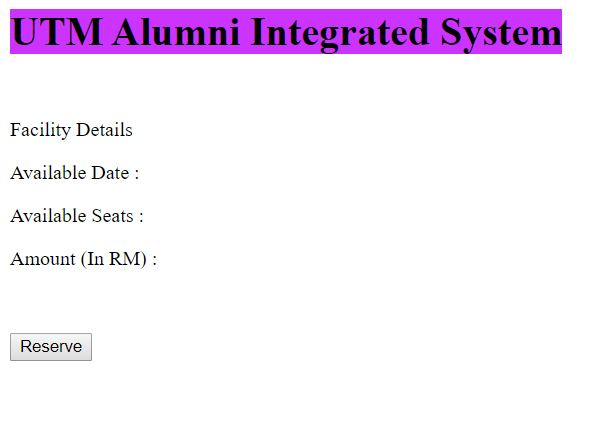 UTM Alumni Integrated System
Facility Details
Available Date :
Available Seats :
Amount (In RM) :
Reserve